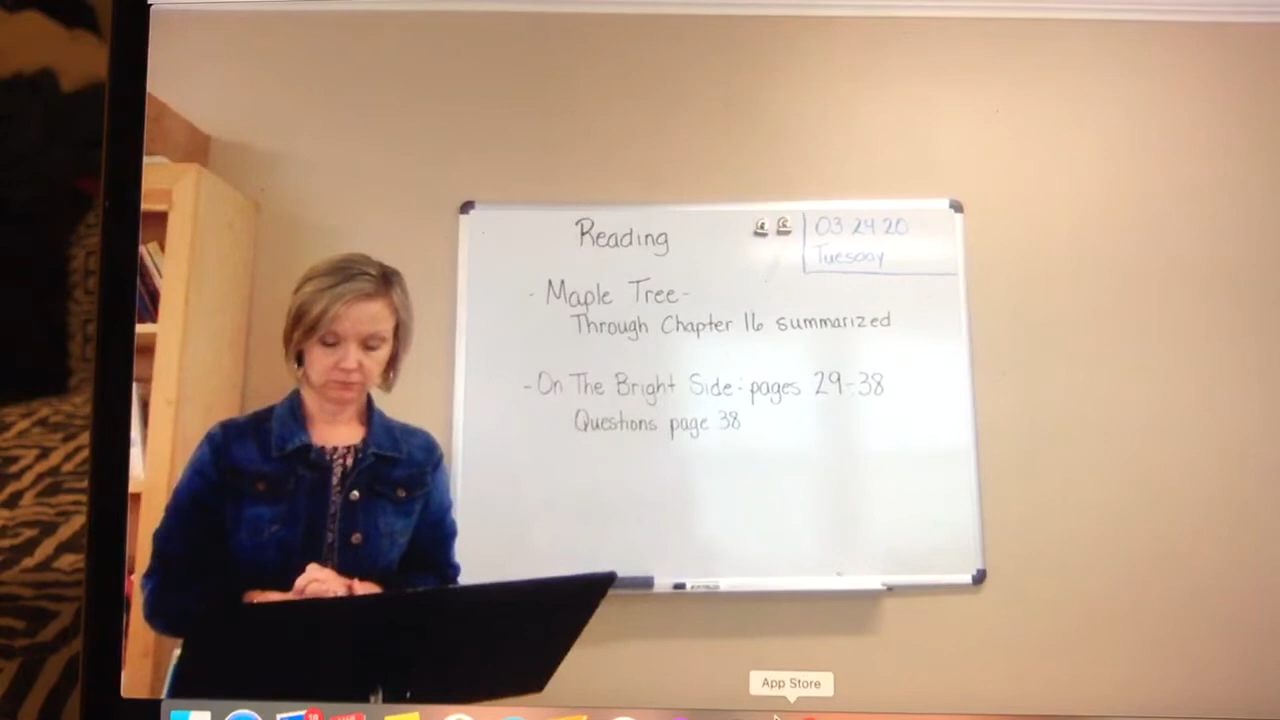 Reading
03 24 20
Tuesday
- Maple Tree -
Through Chapter 16 summarized
- On The Bright Side: pages 29-38
Questions page 38
App Store